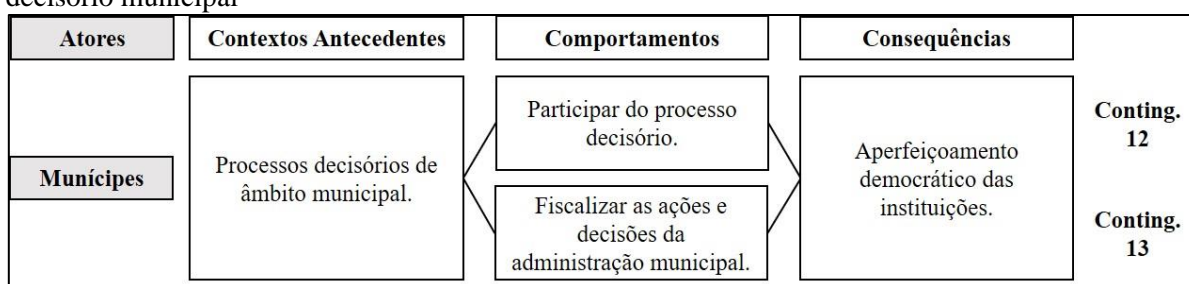 decisório municipal
Atores
Contextos Antecedentes
Comportamentos
Consequências
Munícipes
Processos decisórios de
âmbito municipal.
Participar do processo
decisório.
Fiscalizar as ações e
decisões da
administração municipal.
Aperfeiçoamento
democrático das
instituições.
Conting.
12
Conting.
13